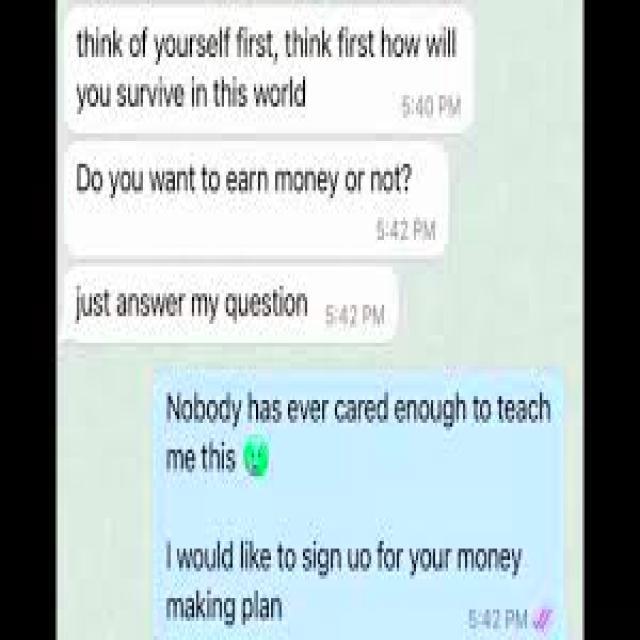 think of yourself first, think first how will
you survive in this world
5:40 PM
Do you want to earn money or not?
5:42 PM
just answer my question 5:42 PM
Nobody has ever cared enough to teach
me this
I would like to sign uo for your money
making plan
5:42 PM